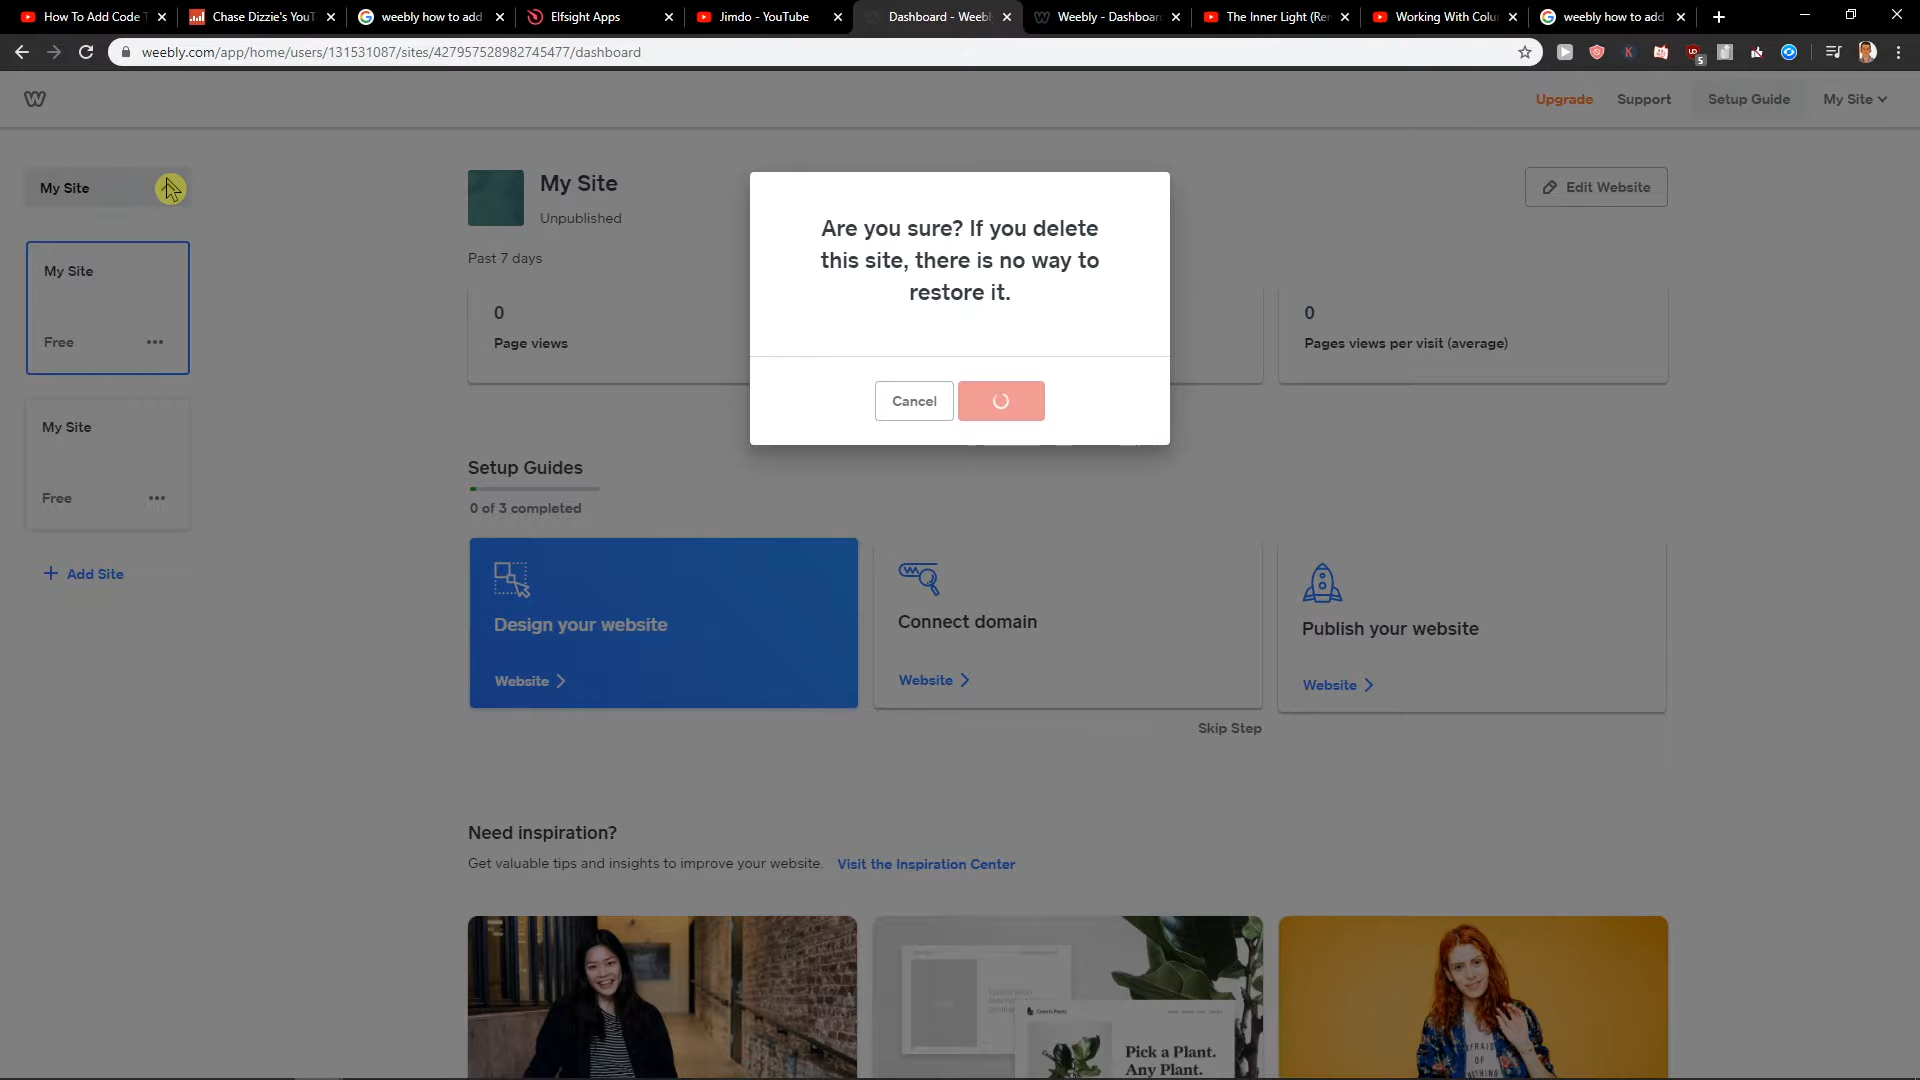 How To Add Code T
Chase Dizzie's YouT
weebly how to add
Elfsight Apps
Jimdo - YouTube
Dashboard - Weebly
Weebly - Dashboar
The Inner Light (Re
Working With Colu
weebly how to add
weebly.com/app/home/users/131531087/sites/427957528982745477/dashboard
5
Upgrade
Support
Setup Guide
My Site
My Site
My Site
Free
My Site
Free
Add Site
My Site
Unpublished
Edit Website
Past 7 days
0
Page views
0
Pages views per visit (average)
Are you sure? If you delete
this site, there is no way to
restore it.
Cancel
Setup Guides
0 of 3 completed
Design your website
Website
Connect domain
Website
Publish your website
Website
Skip Step
Need inspiration?
Get valuable tips and insights to improve your website.
Visit the Inspiration Center
Pick a Plant.
Any Plant.
AFRAID
OF
NOTHING